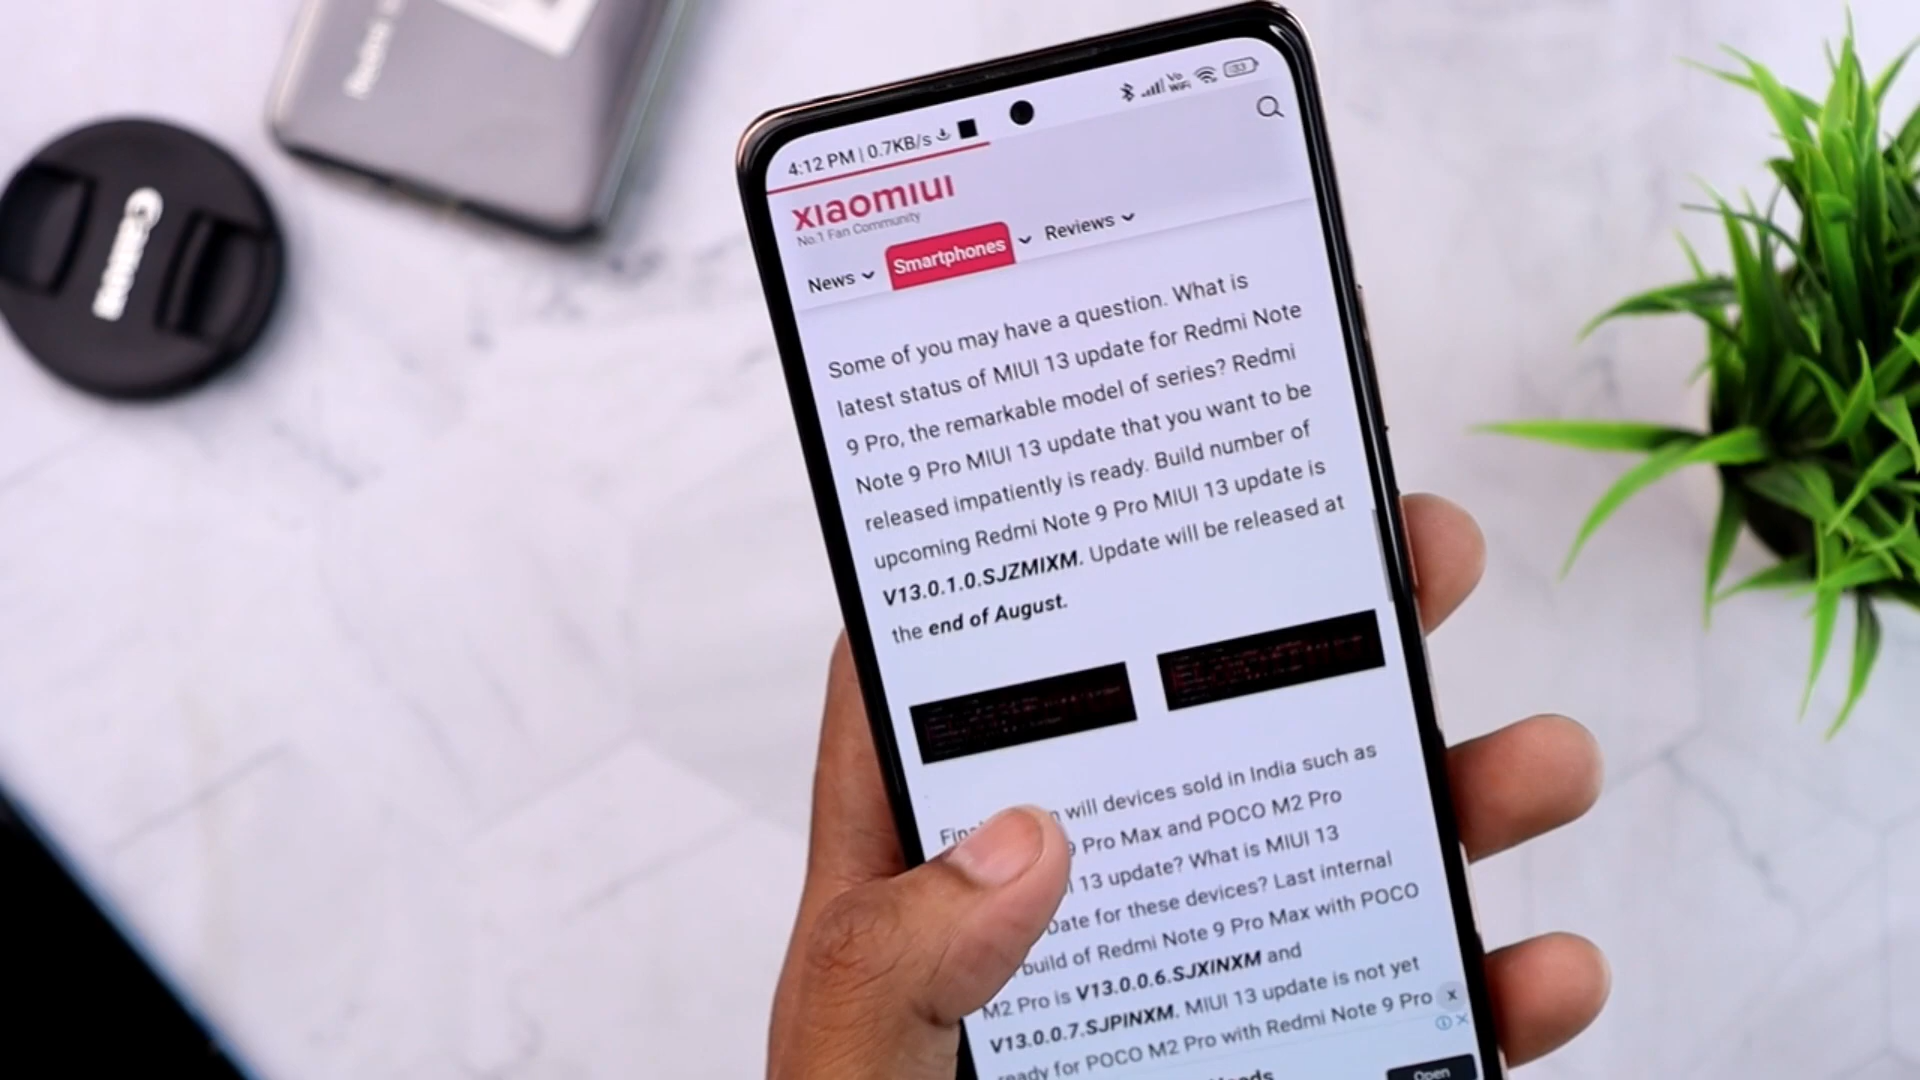 Redmi
Canon
4:12 PM | 0.7KB/s
Vo
WiFi
33
xiaomiui
No.1 Fan Community
News Smartphones Reviews
Some of you may have a question. What is
latest status of MIUI 13 update for Redmi Note
9 Pro, the remarkable model of series? Redmi
Note 9 Pro MIUI 13 update that you want to be
released impatiently is ready. Build number of
upcoming Redmi Note 9 Pro MIUI 13 update is
V13.0.1.0.SJZMIXM. Update will be released at
the end of August.
will devices sold in India such as
9 Pro Max and POCO M2 Pro
13 update? What is MIUI 13
Date for these devices? Last internal
build of Redmi Note 9 Pro Max with POCO
M2 Pro is V13.0.0.6.SJXINXM and
V13.0.0.7.SJPINXM. MIUI 13 update is not yet
ready for POCO M2 Pro with Redmi Note 9 Pro
x
Open